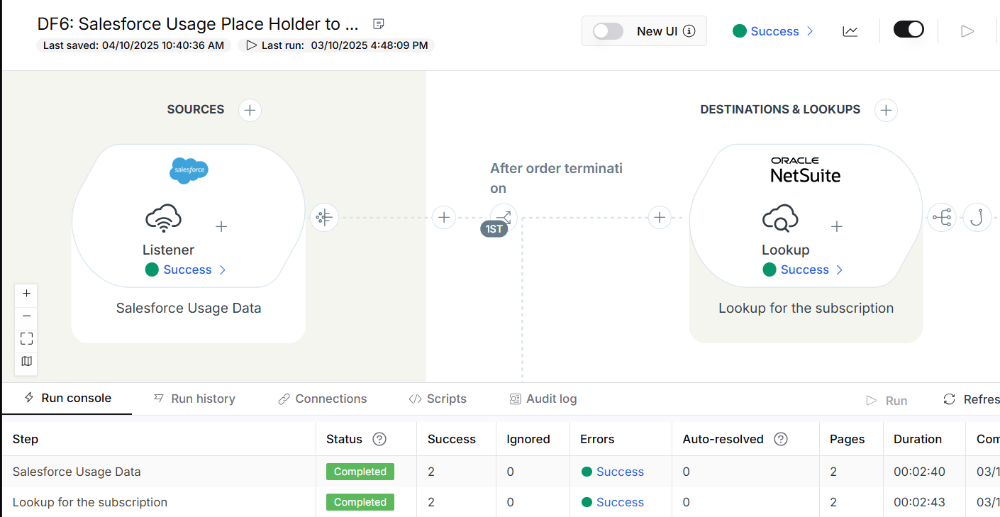 DF6: Salesforce Usage Place Holder to ...
Last saved: 04/10/2025 10:40:36 AM
Last run: 03/10/2025 4:48:09 PM
New UI
Success
SOURCES
DESTINATIONS & LOOKUPS
salesforce
Listener
Success
Salesforce Usage Data
After order terminati
on
1ST
ORACLE
NetSuite
Lookup
Success
Lookup for the subscription
Run console
Run history
Connections
Scripts
Audit log
Run
Refres
Step Status Success Ignored Errors Auto-resolved Pages Duration Com
Salesforce Usage Data Completed 2 0 Success 0 2 00:02:40 03/1
Lookup for the subscription Completed 2 0 Success 0 2 00:02:43 03/1